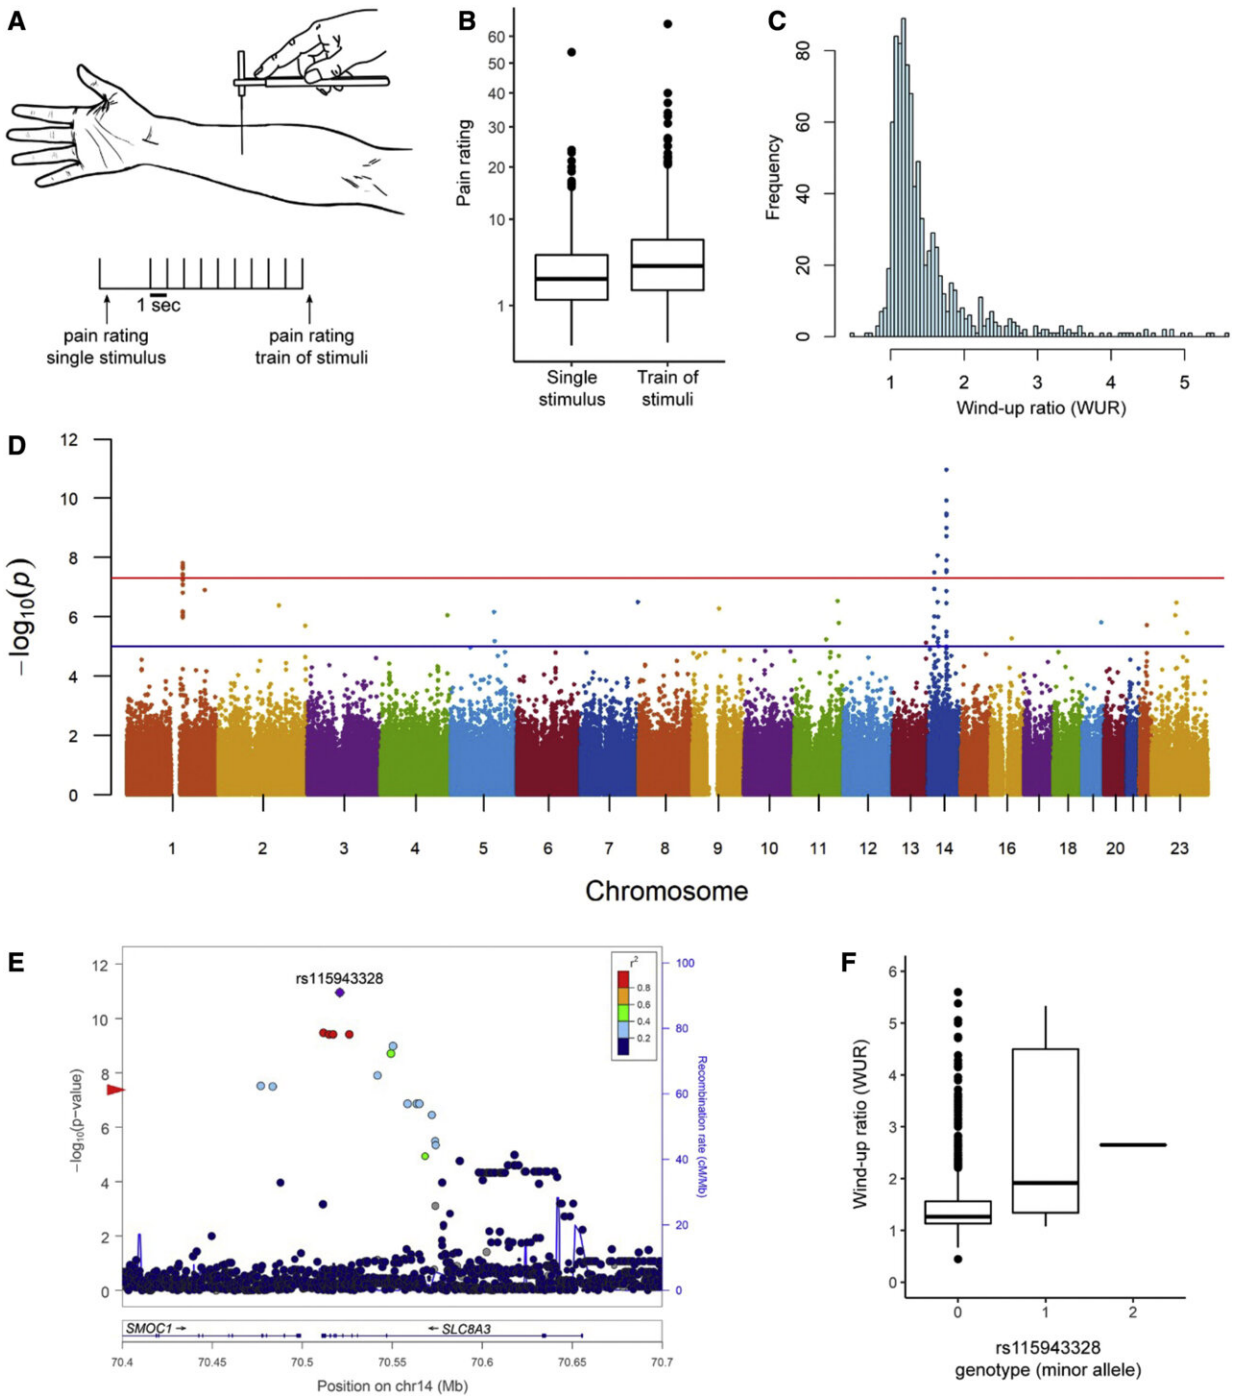 A
1 sec
pain rating
single stimulus
pain rating
train of stimuli
B
Pain rating
60
50
40
30
20
10
1
Single
stimulus
Train of
stimuli
C
Frequency
80
60
40
20
0
1 2 3 4 5
Wind-up ratio (WUR)
D
−log10(p)
12
10
8
6
4
2
0
1 2 3 4 5 6 7 8 9 10 11 12 13 14 16 18 20 23
Chromosome
E
rs115943328
−log10(p−value)
12
10
8
6
4
2
0
r2
0.8
0.6
0.4
0.2
100
80
60
40
20
0
Recombination rate (cM/Mb)
SMOC1→
←SLC8A3
70.4 70.45 70.5 70.55 70.6 70.65 70.7
Position on chr14 (Mb)
F
Wind-up ratio (WUR)
6
5
4
3
2
1
0
0 1 2
rs115943328
genotype (minor allele)